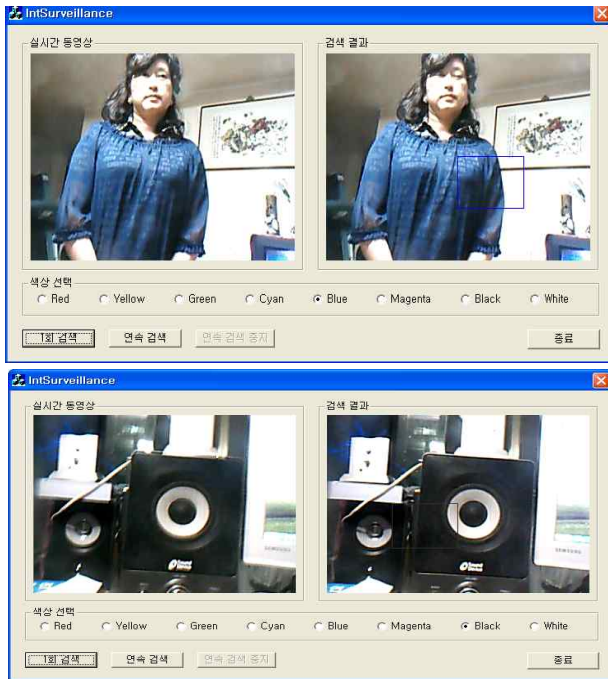 IntSurveillance
실시간 동영상 검색 결과
색상 선택
Red Yellow Green Cyan Blue Magenta Black White
1회 검색 연속 검색 연속 검색 중지 종료
IntSurveillance
실시간 동영상 검색 결과
SAMSUNG
색상 선택
Red Yellow Green Cyan Blue Magenta Black White
1회 검색 연속 검색 연속 검색 중지 종료